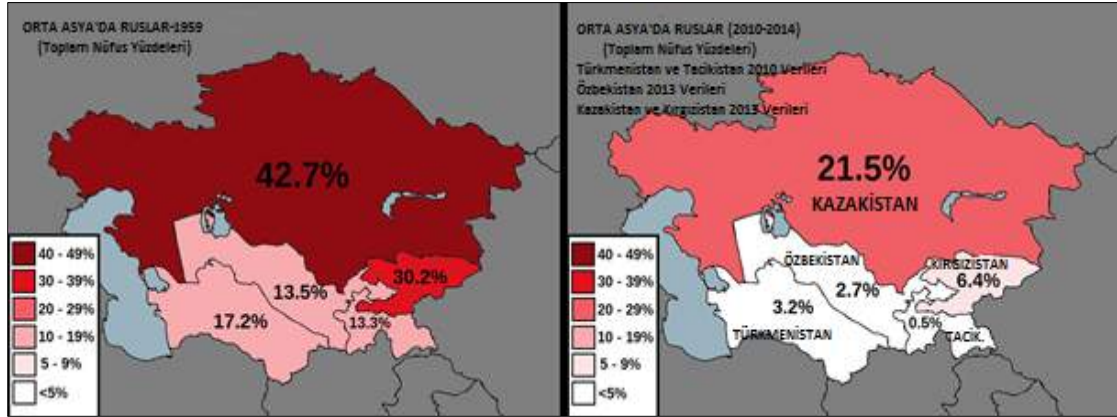 ORTA ASYA'DA RUSLAR-1959
(Toplam Nüfus Yüzdeleri)
42.7%
30.2%
13.5%
17.2%
13.3%
40 - 49%
30 - 39%
20 - 29%
10 - 19%
5 - 9%
<5%
ORTA ASYA'DA RUSLAR (2010-2014)
(Toplam Nüfus Yüzdeleri)
Türkmenistan ve Tacikistan 2010 Verileri
Özbekistan 2013 Verileri
Kazakistan ve Kırgızistan 2013 Verileri
21.5%
KAZAKİSTAN
ÖZBEKİSTAN
KIRGIZİSTAN
6.4%
2.7%
3.2%
0.5%
TÜRKMENİSTAN
TACİK.
40 - 49%
30 - 39%
20 - 29%
10 - 19%
5 - 9%
<5%